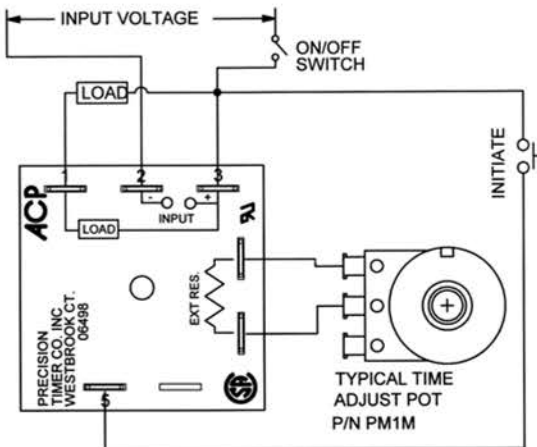 INPUT VOLTAGE
ON/OFF
SWITCH
LOAD
INITIATE
1
2
3
ACP
- INPUT +
LOAD
EXT RES.
PRECISION
TIMER CO. INC
WESTBROOK CT.
06498
5
TYPICAL TIME
ADJUST POT
P/N PM1M